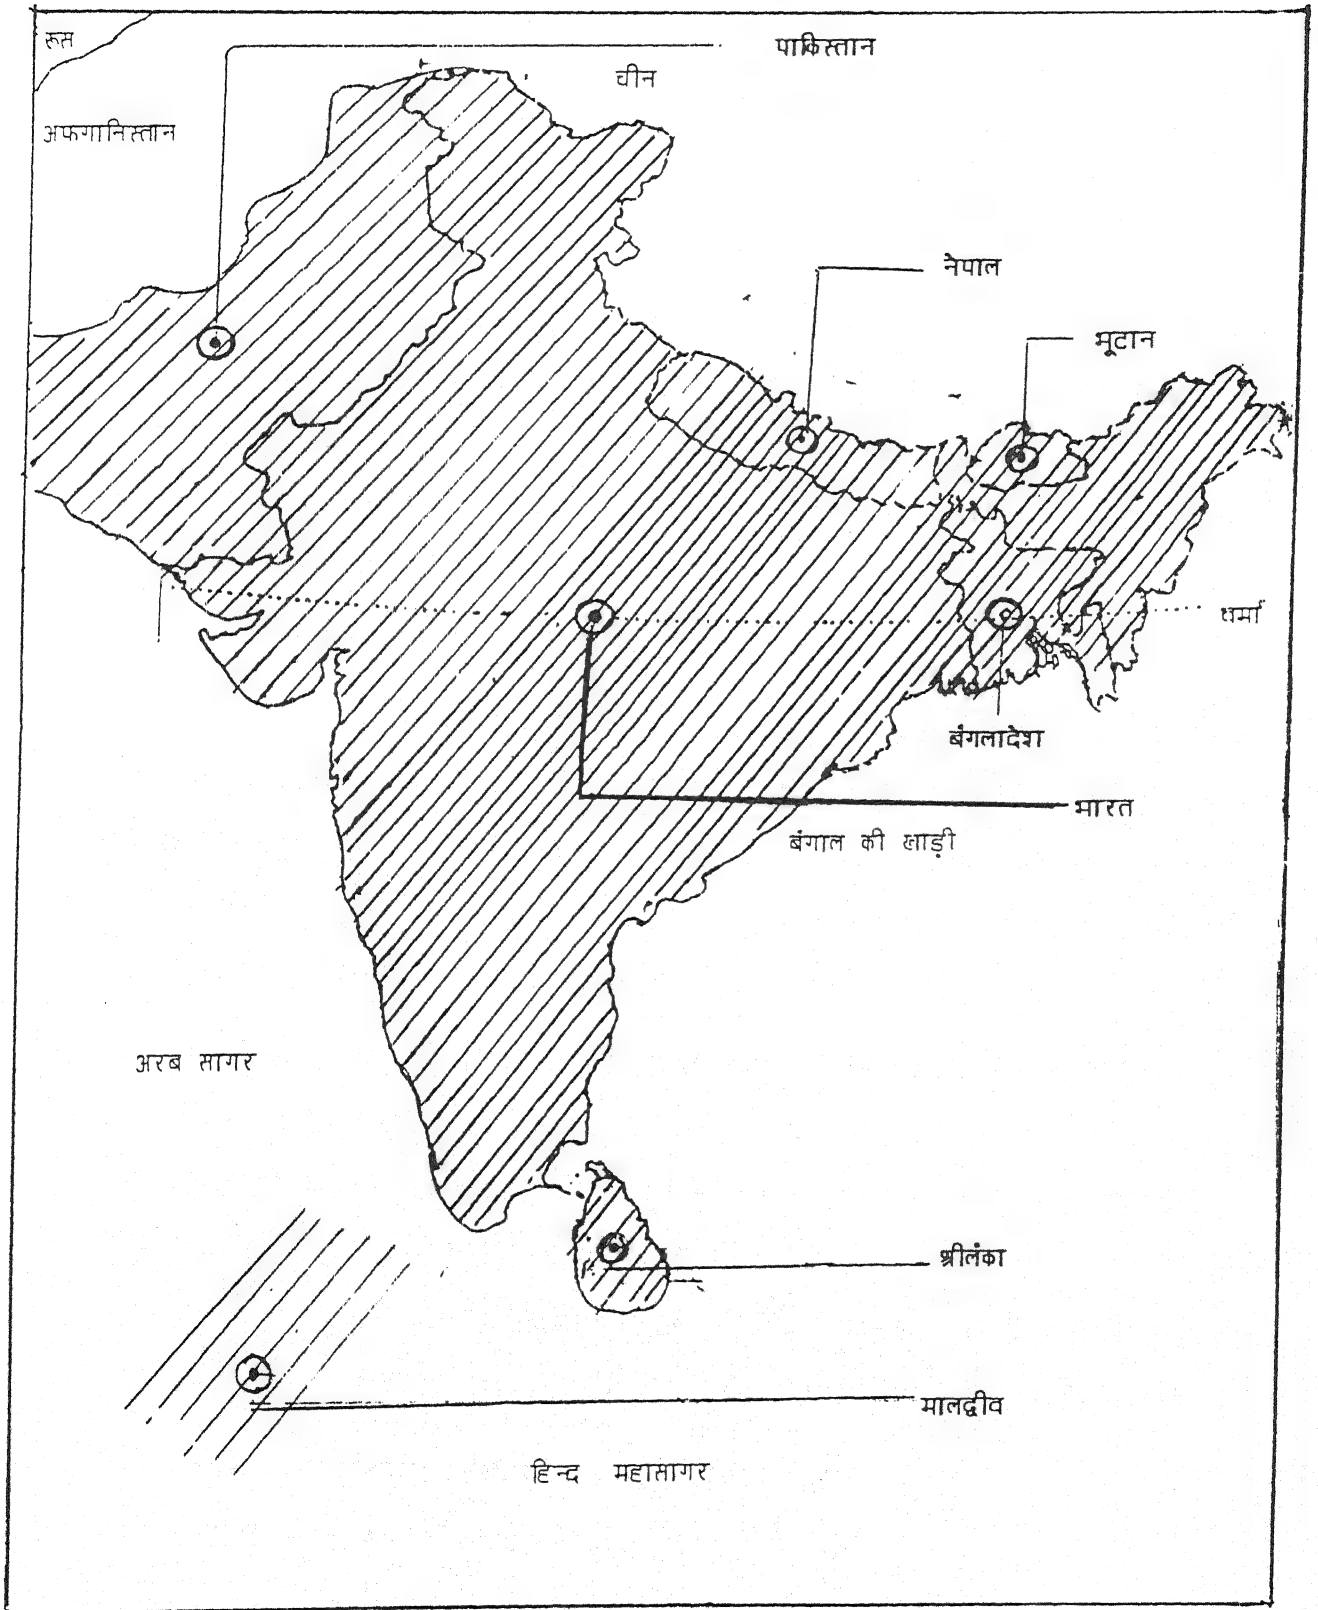 रूस
पाकिस्तान
चीन
अफगानिस्तान
नेपाल
भूटान
बर्मा
बंगलादेश
भारत
बंगाल की खाड़ी
अरब सागर
श्रीलंका
मालद्वीव
हिन्द महासागर